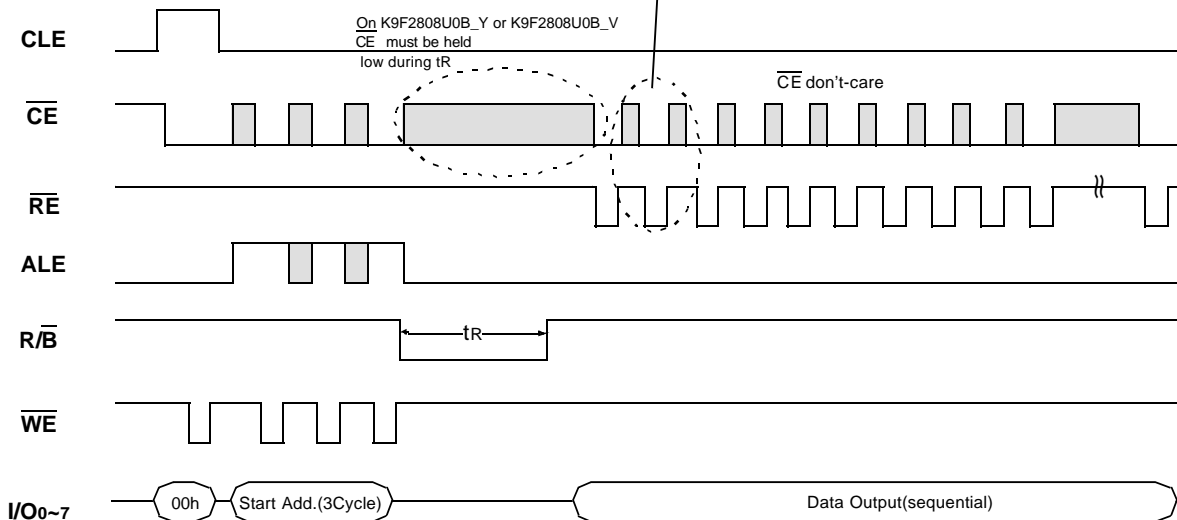 CLE
On K9F2808U0B_Y or K9F2808U0B_V
CE must be held
low during tR
CE
CE don't-care
RE
ALE
R/B
tR
WE
I/O0~7
00h
Start Add.(3Cycle)
Data Output(sequential)